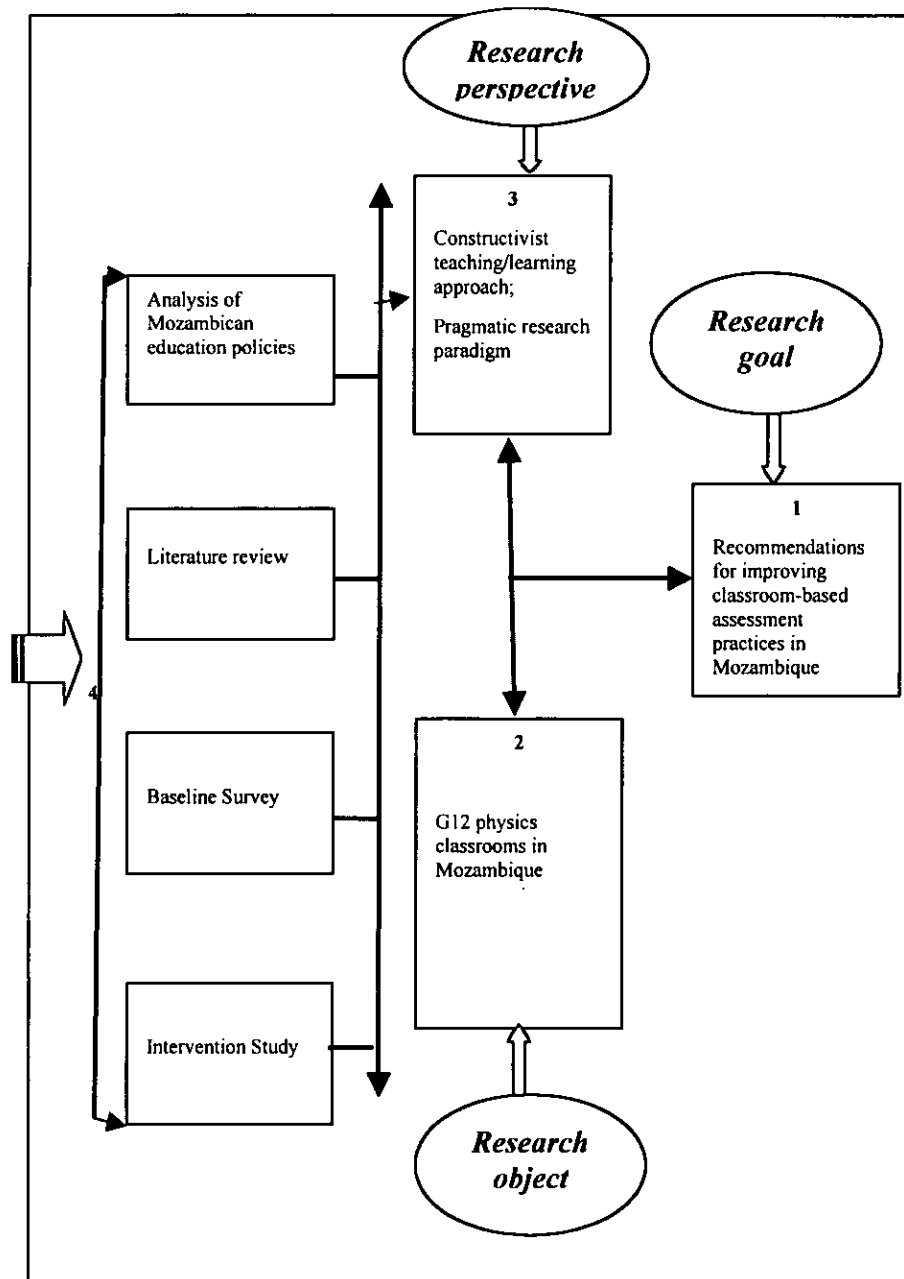 Research
perspective
3
Constructivist
teaching/learning
approach;
Pragmatic research
paradigm
Analysis of
Mozambican
education policies
Research
goal
1
Recommendations
for improving
classroom-based
assessment
practices in
Mozambique
Literature review
4
2
G12 physics
classrooms in
Mozambique
Baseline Survey
Intervention Study
Research
object